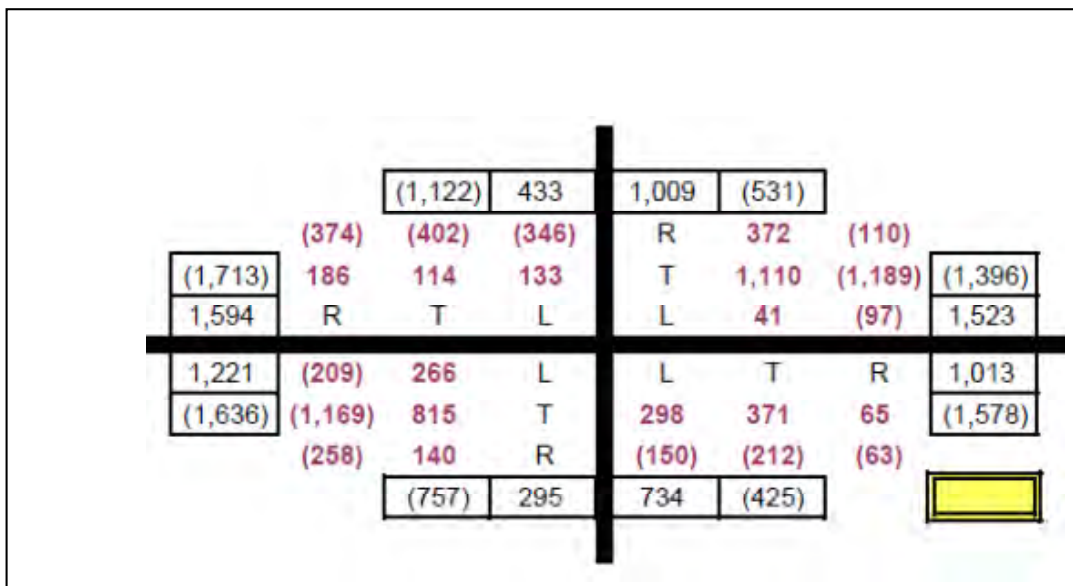 (1,122) 433 1,009 (531)
(374) (402) (346) R 372 (110)
(1,713) 186 114 133 T 1,110 (1,189) (1,396)
1,594 R T L L 41 (97) 1,523
1,221 (209) 266 L L T R 1,013
(1,636) (1,169) 815 T 298 371 65 (1,578)
(258) 140 R (150) (212) (63)
(757) 295 734 (425)